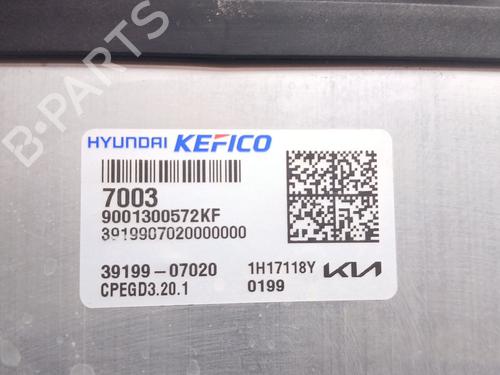 B-PARTS
HYUNDAI KEFICO
7003
9001300572KF
3919907020000000
39199-07020 1H17118Y KIA
CPEGD3.20.1 0199